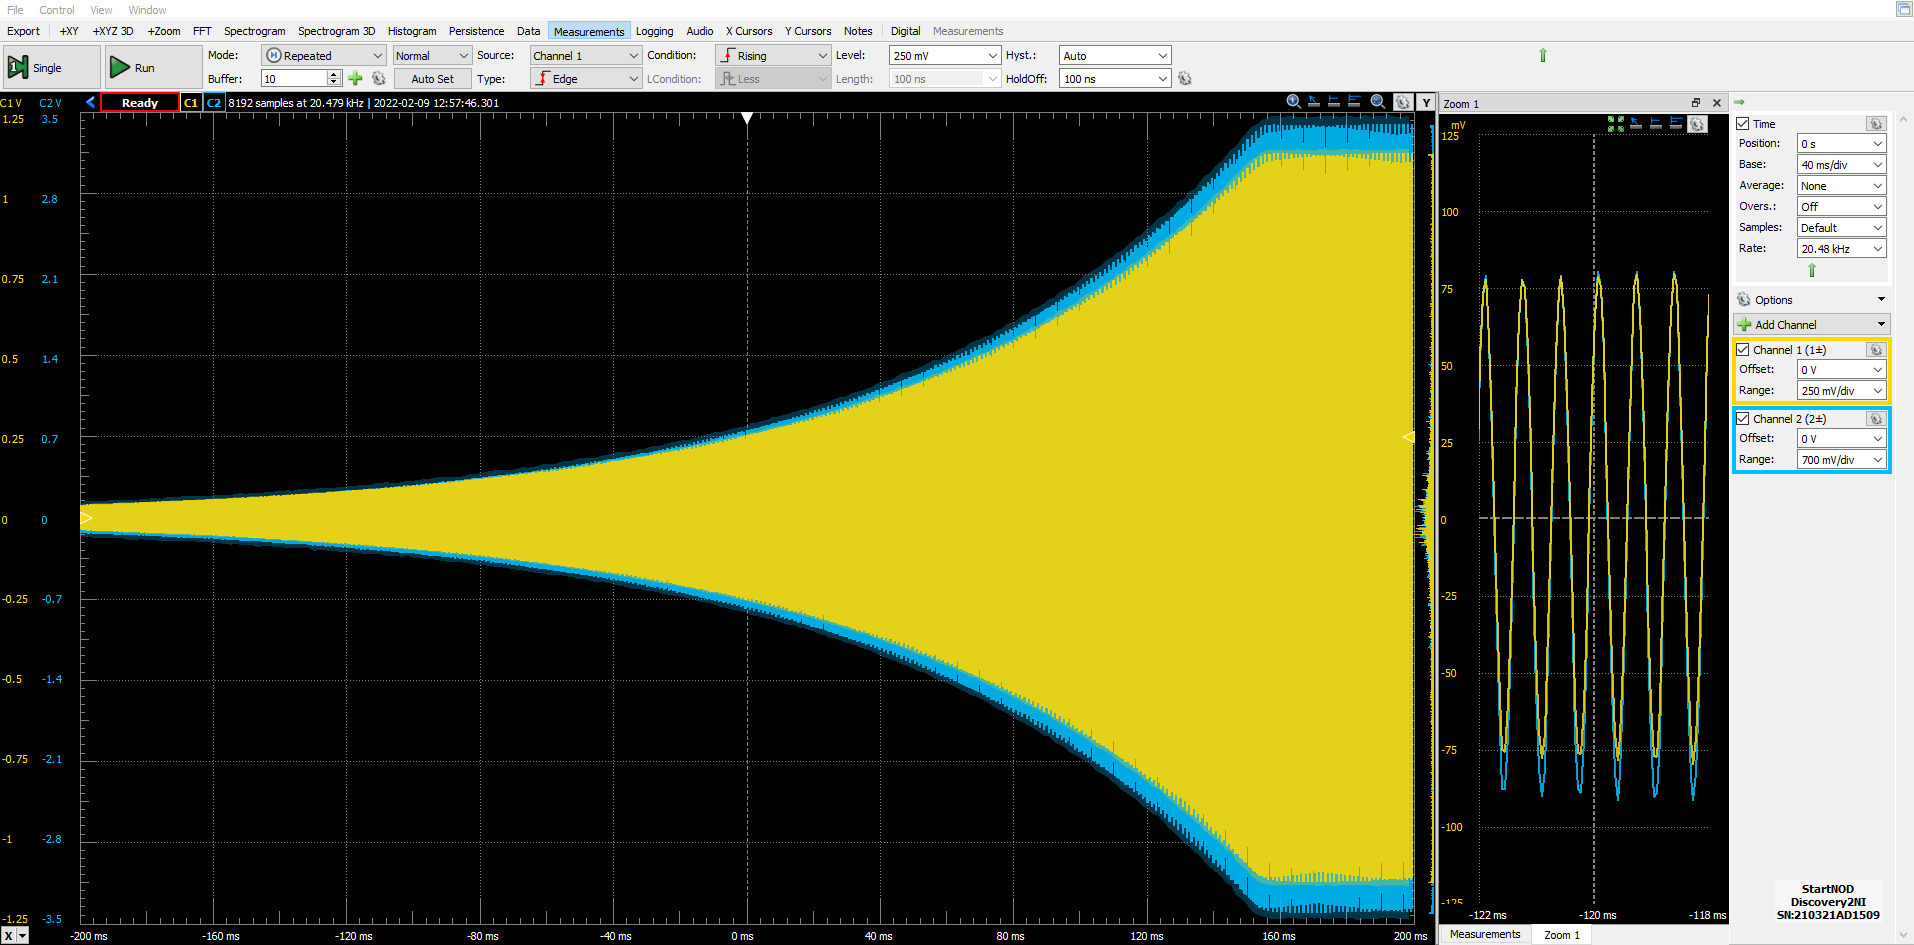 File Control View Window
Export +XY +XYZ 3D +Zoom FFT Spectrogram Spectrogram 3D Histogram Persistence Data Measurements Logging Audio X Cursors Y Cursors Notes Digital Measurements
Single Run Mode: Repeated Normal Source: Channel 1 Condition: Rising Level: 250 mV Hyst.: Auto
Buffer: 10 Auto Set Type: Edge LCondition: Less Length: 100 ns HoldOff: 100 ns
C1 V C2 V Ready C1 C2 8192 samples at 20.479 kHz | 2022-02-09 12:57:46.301 Y
1.25 3.5
1 2.8
0.75 2.1
0.5 1.4
0.25 0.7
0 0
-0.25 -0.7
-0.5 -1.4
-0.75 -2.1
-1 -2.8
-1.25 -3.5
X -200 ms -160 ms -120 ms -80 ms -40 ms 0 ms 40 ms 80 ms 120 ms 160 ms 200 ms
Zoom 1
mV
125
100
75
50
25
0
-25
-50
-75
-100
-125
-122 ms -120 ms -118 ms
Measurements Zoom 1
Time
Position: 0 s
Base: 40 ms/div
Average: None
Overs.: Off
Samples: Default
Rate: 20.48 kHz
Options
Add Channel
Channel 1 (1±)
Offset: 0 V
Range: 250 mV/div
Channel 2 (2±)
Offset: 0 V
Range: 700 mV/div
StartNOD
Discovery2NI
SN:210321AD1509